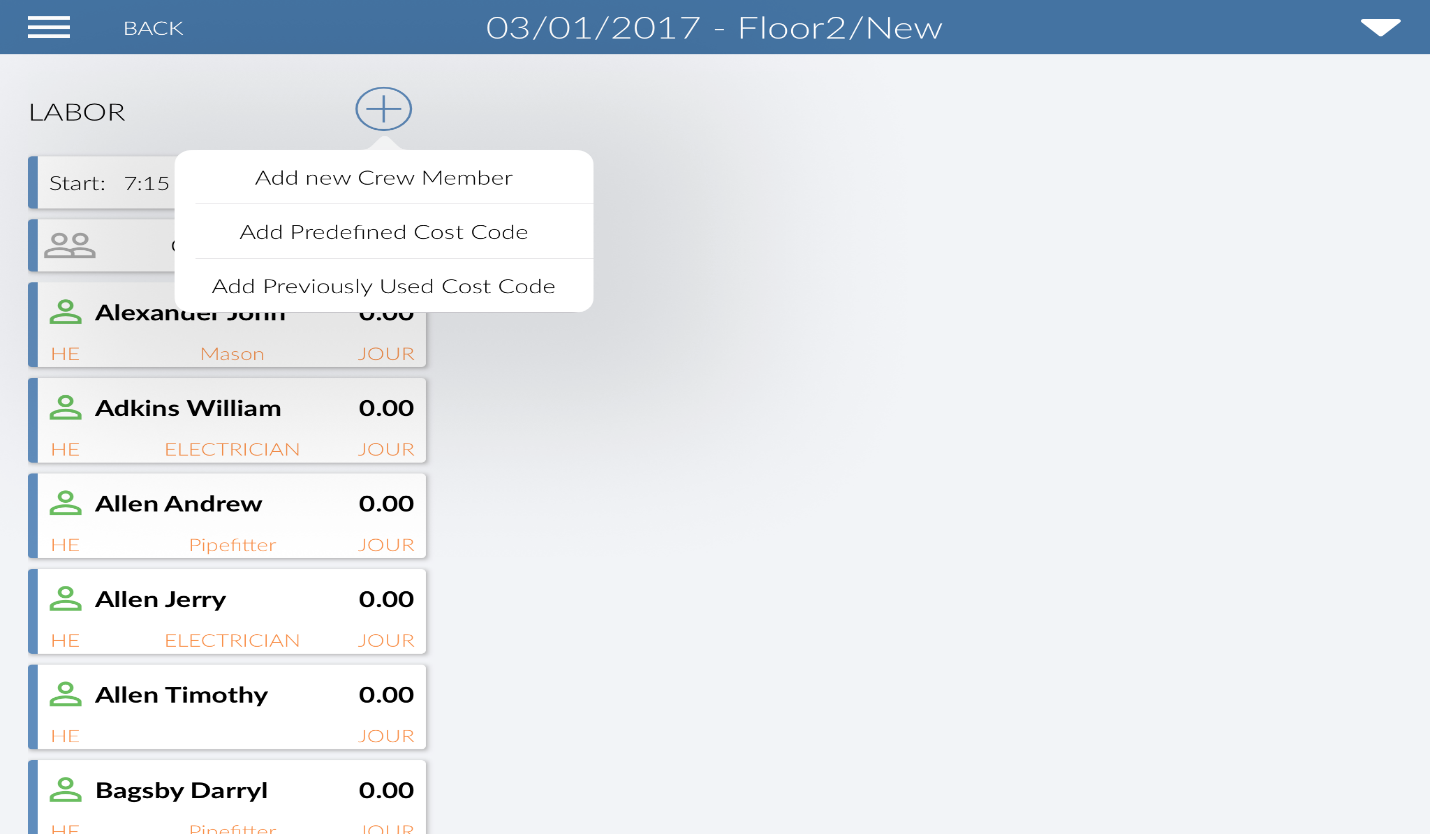 BACK
03/01/2017 - Floor2/New
LABOR
Start: 7:15
Add new Crew Member
Add Predefined Cost Code
Add Previously Used Cost Code
Alexander John 0.00
HE Mason JOUR
Adkins William 0.00
HE ELECTRICIAN JOUR
Allen Andrew 0.00
HE Pipefitter JOUR
Allen Jerry 0.00
HE ELECTRICIAN JOUR
Allen Timothy 0.00
HE JOUR
Bagsby Darryl 0.00
HE Pipefitter JOUR